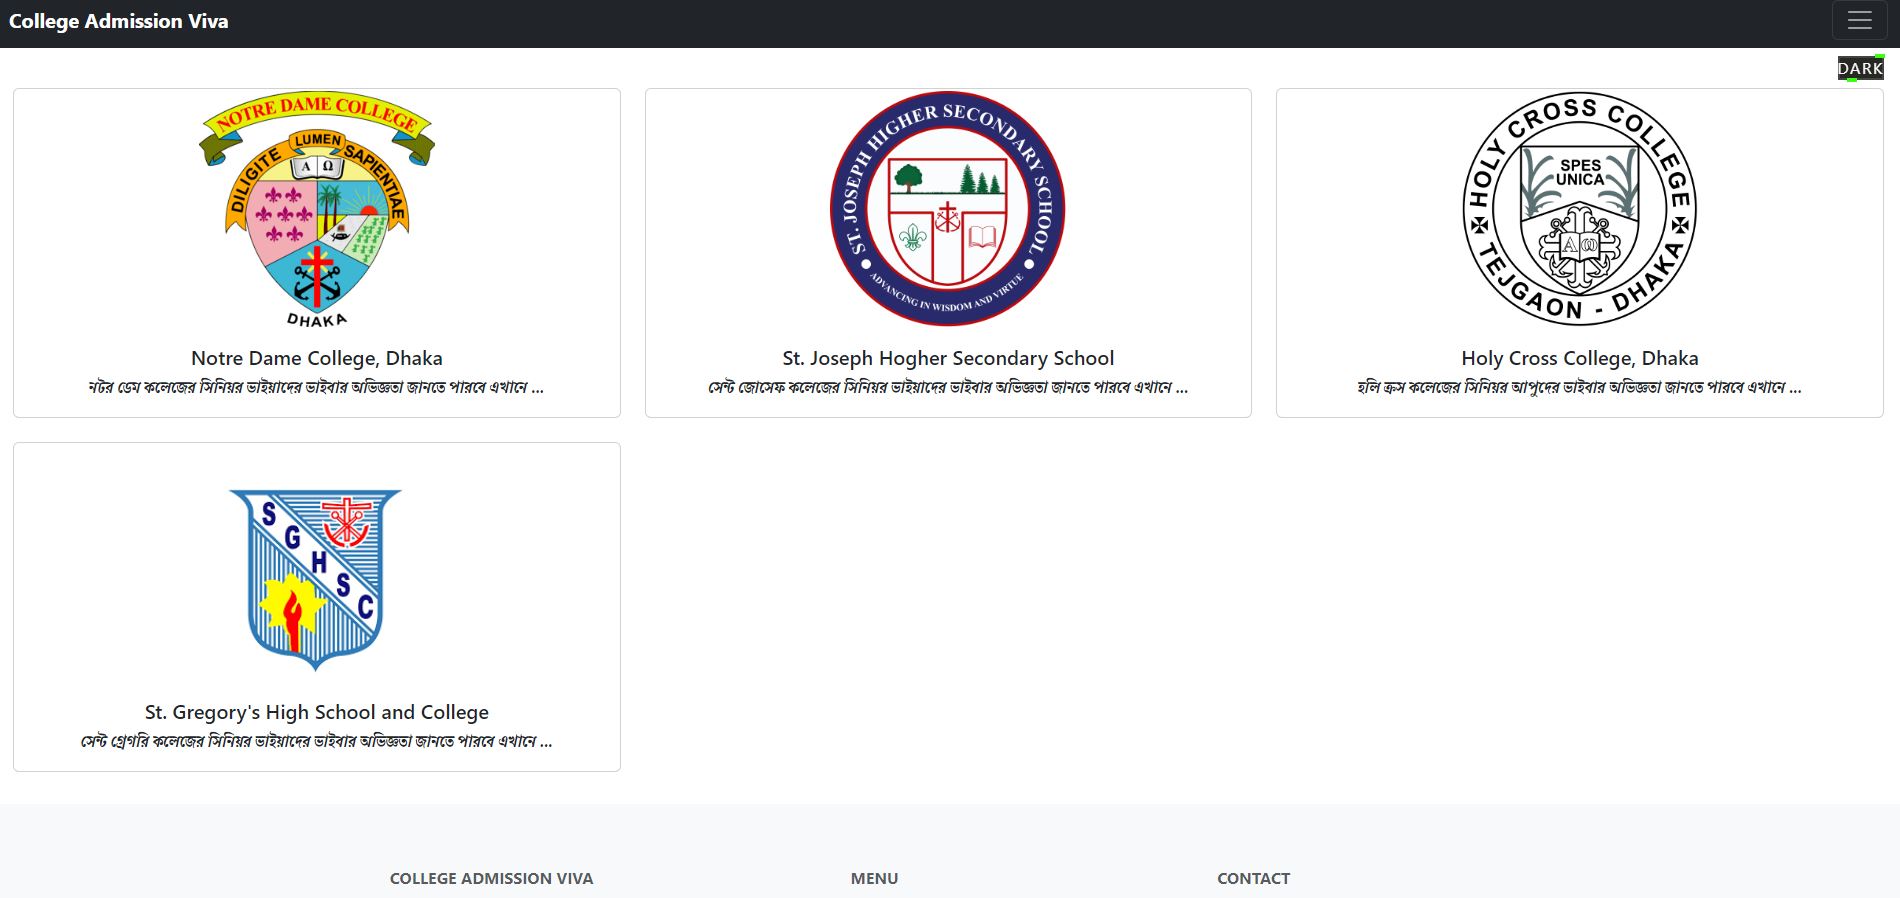 College Admission Viva
DARK
NOTRE DAME COLLEGE
DILIGITE LUMEN SAPIENTIAE
Α Ω
DHAKA
Notre Dame College, Dhaka
নটর ডেম কলেজের সিনিয়র ভাইয়াদের ভাইবার অভিজ্ঞতা জানতে পারবে এখানে ...
ST. JOSEPH HIGHER SECONDARY SCHOOL
ADVANCING IN WISDOM AND VIRTUE
St. Joseph Hogher Secondary School
সেন্ট জোসেফ কলেজের সিনিয়র ভাইয়াদের ভাইবার অভিজ্ঞতা জানতে পারবে এখানে ...
HOLY CROSS COLLEGE
SPES
UNICA
Α ω
TEJGAON - DHAKA
Holy Cross College, Dhaka
হলি ক্রস কলেজের সিনিয়র আপুদের ভাইবার অভিজ্ঞতা জানতে পারবে এখানে ...
SGHSC
St. Gregory's High School and College
সেন্ট গ্রেগরি কলেজের সিনিয়র ভাইয়াদের ভাইবার অভিজ্ঞতা জানতে পারবে এখানে ...
COLLEGE ADMISSION VIVA
MENU
CONTACT